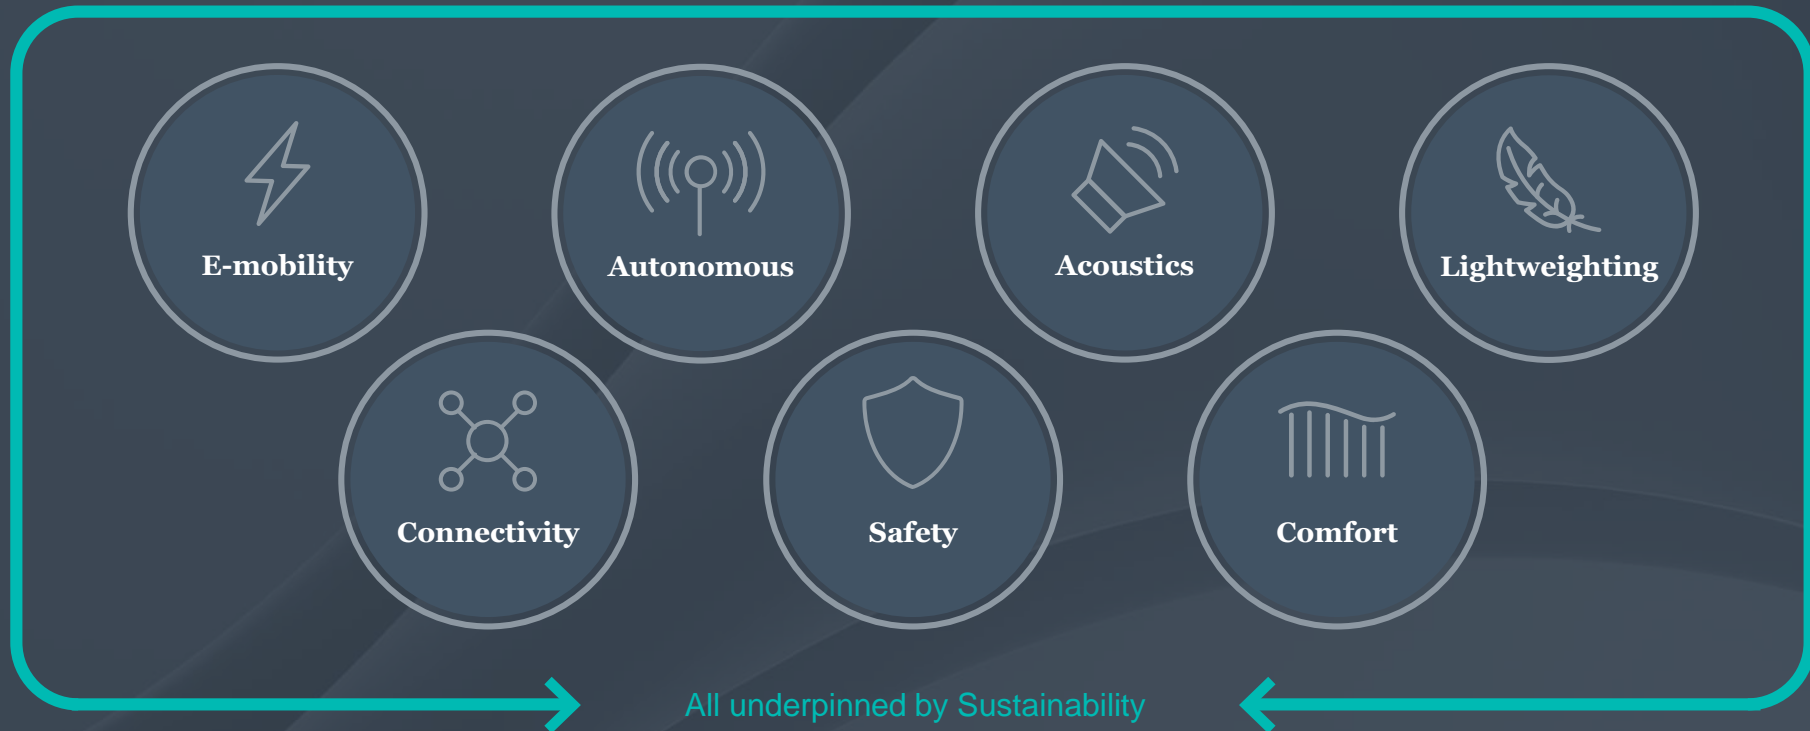 E-mobility
Autonomous
Acoustics
Lightweighting
Connectivity
Safety
Comfort
All underpinned by Sustainability